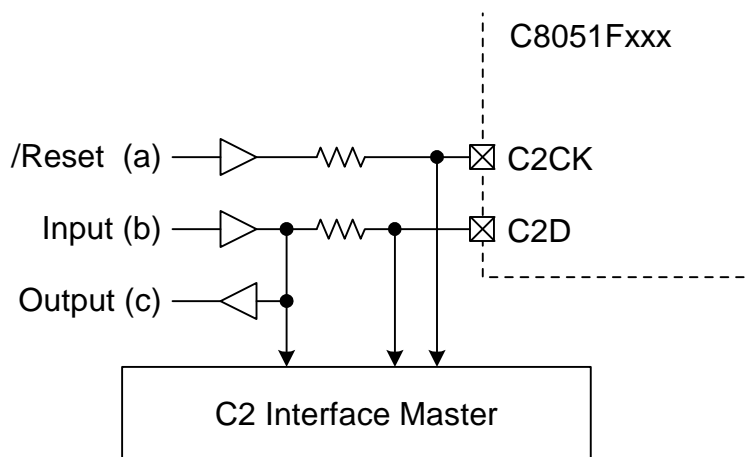 C8051Fxxx
/Reset (a)
C2CK
Input (b)
C2D
Output (c)
C2 Interface Master